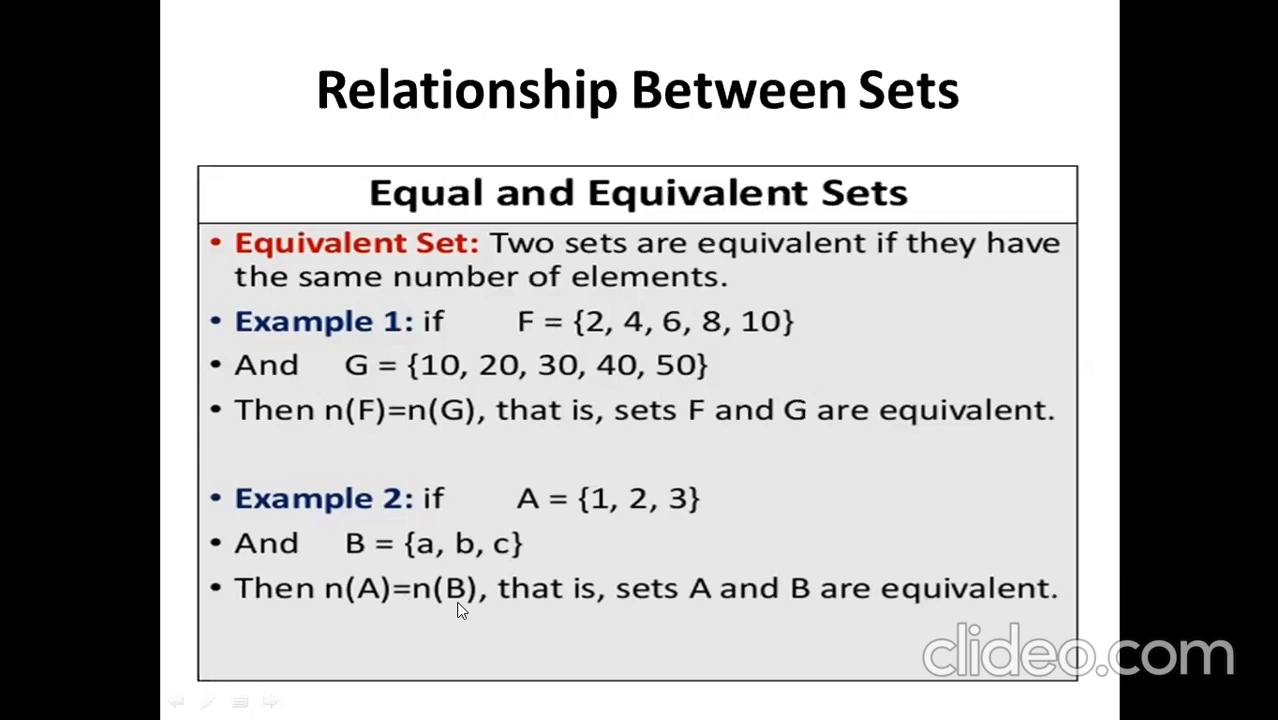 Relationship Between Sets
Equal and Equivalent Sets
• Equivalent Set: Two sets are equivalent if they have
the same number of elements.
• Example 1: if F = {2, 4, 6, 8, 10}
• And G = {10, 20, 30, 40, 50}
• Then n(F)=n(G), that is, sets F and G are equivalent.
• Example 2: if A = {1, 2, 3}
• And B = {a, b, c}
• Then n(A)=n(B), that is, sets A and B are equivalent.
clideo.com